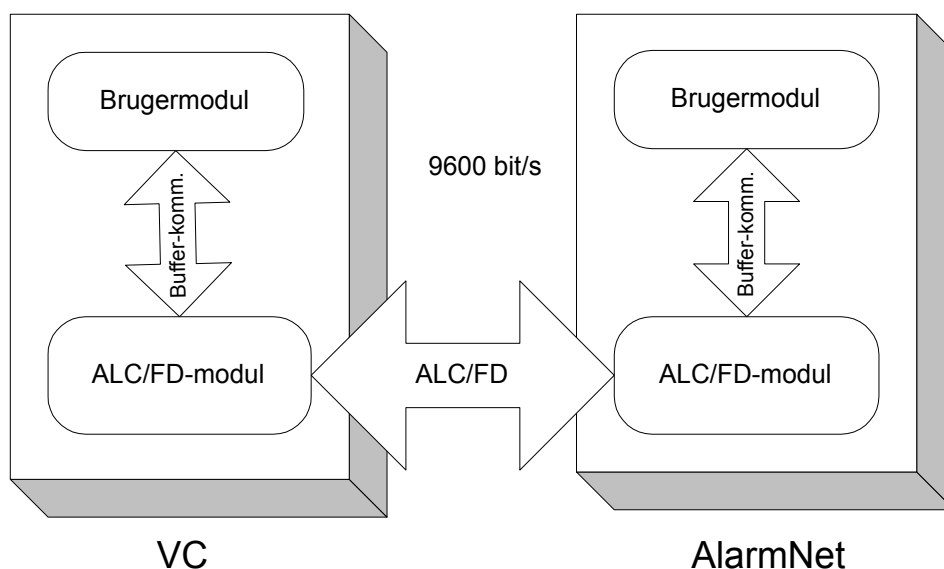 Brugermodul
Brugermodul
9600 bit/s
Buffer-komm.
Buffer-komm.
ALC/FD-modul
ALC/FD
ALC/FD-modul
VC
AlarmNet